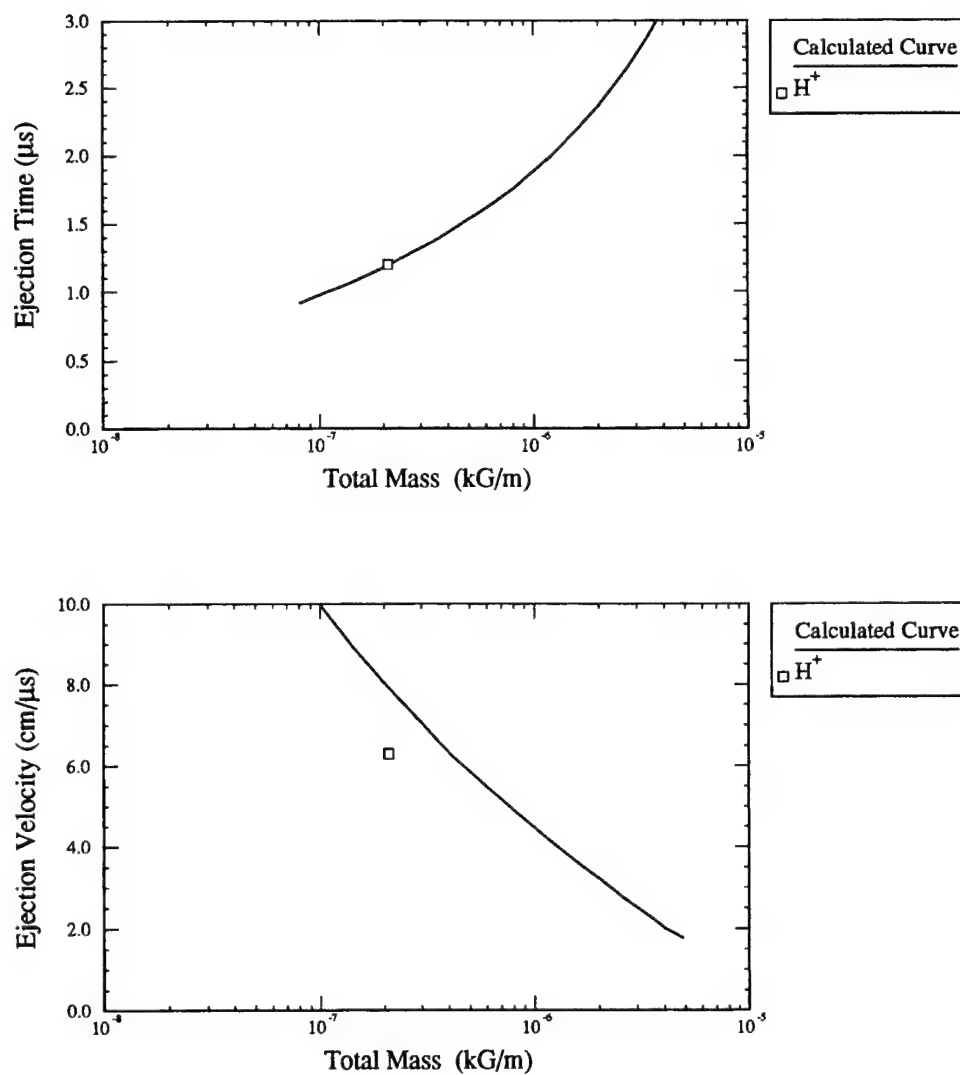 3.0
2.5
2.0
1.5
1.0
0.5
0.0
Ejection Time (µs)
10⁻⁸ 10⁻⁷ 10⁻⁶ 10⁻⁵
Total Mass (kG/m)
Calculated Curve
H⁺
10.0
8.0
6.0
4.0
2.0
0.0
Ejection Velocity (cm/µs)
10⁻⁸ 10⁻⁷ 10⁻⁶ 10⁻⁵
Total Mass (kG/m)
Calculated Curve
H⁺